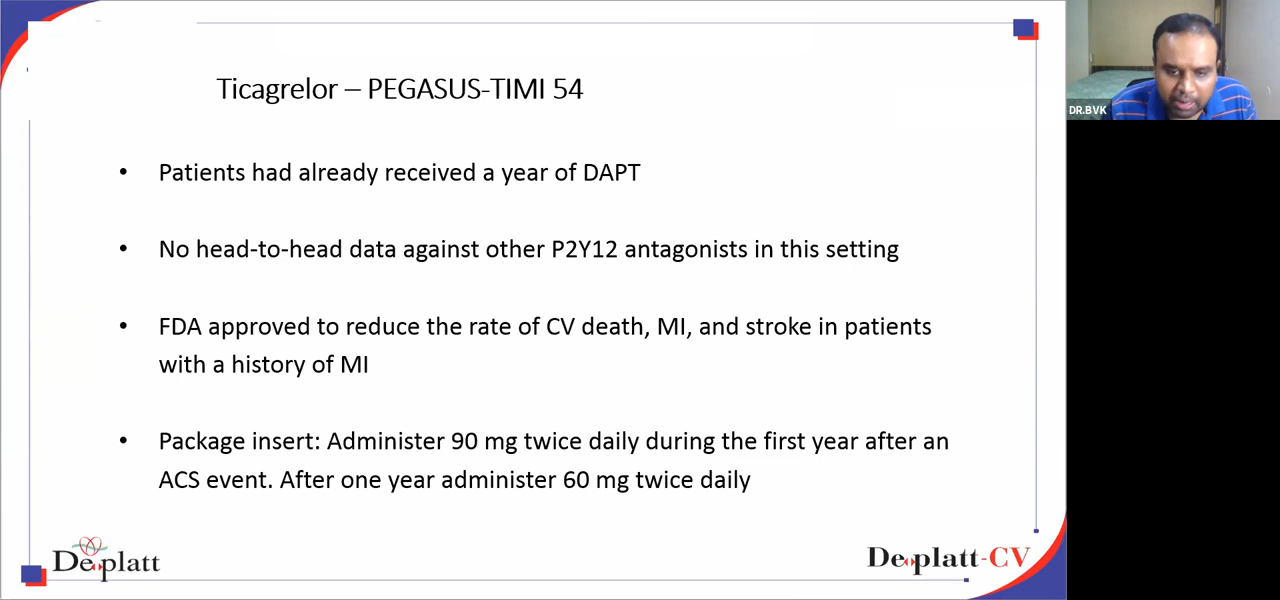 Ticagrelor – PEGASUS-TIMI 54
DR.BVK
• Patients had already received a year of DAPT
• No head-to-head data against other P2Y12 antagonists in this setting
• FDA approved to reduce the rate of CV death, MI, and stroke in patients
with a history of MI
• Package insert: Administer 90 mg twice daily during the first year after an
ACS event. After one year administer 60 mg twice daily
Deplatt
Deplatt-CV